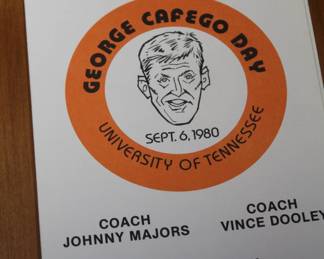 GEORGE CAFEGO DAY
SEPT. 6, 1980
UNIVERSITY OF TENNESSEE
COACH
JOHNNY MAJORS
COACH
VINCE DOOLEY